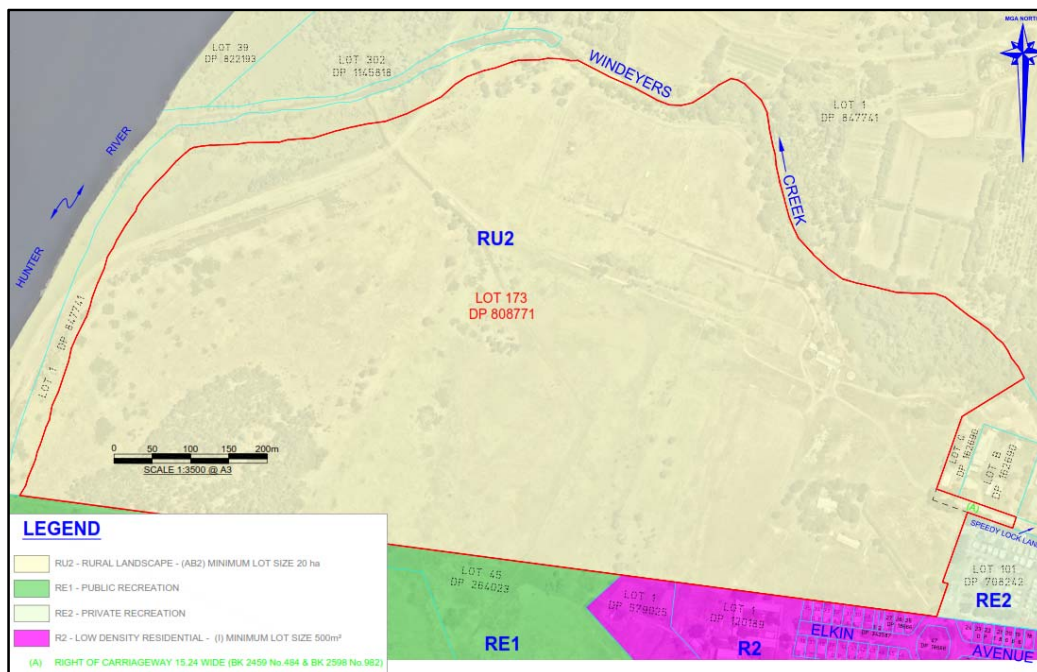 MGA NORTH
LOT 39
DP 822193
LOT 302
DP 1145818
WINDEYERS
CREEK
LOT 1
DP 847741
HUNTER RIVER
RU2
LOT 173
DP 808771
LOT 1 DP 847741
0 50 100 150 200m
SCALE 1:3500 @ A3
LOT C
DP 162690
LOT B
DP 162690
(A)
SPEEDY LOCK LAN
LOT 101
DP 708242
RE2
LOT 45
DP 264023
RE1
LOT 1
DP 579025
LOT 1
DP 120189
R2
ELKIN
AVENUE
LEGEND
RU2 - RURAL LANDSCAPE - (AB2) MINIMUM LOT SIZE 20 ha
RE1 - PUBLIC RECREATION
RE2 - PRIVATE RECREATION
R2 - LOW DENSITY RESIDENTIAL - (I) MINIMUM LOT SIZE 500m²
(A) RIGHT OF CARRIAGEWAY 15.24 WIDE (BK 2459 No.484 & BK 2598 No.982)